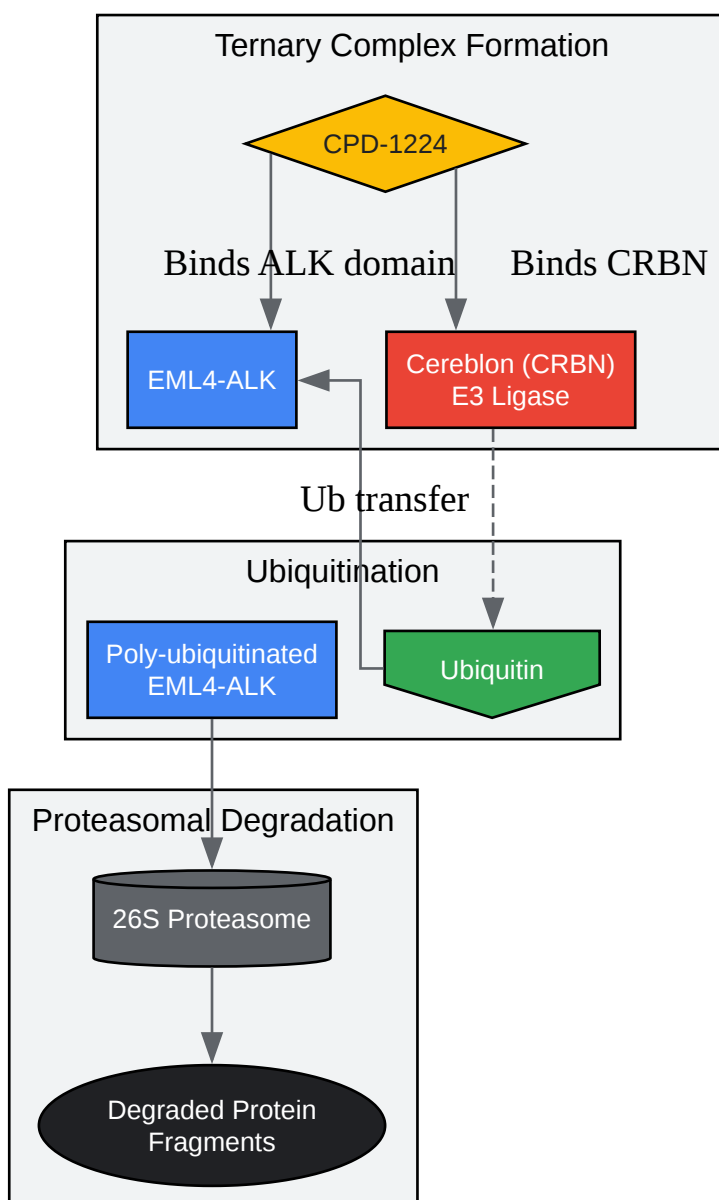 Ternary Complex Formation
CPD-1224
Binds ALK domain
Binds CRBN
EML4-ALK
Cereblon (CRBN)
E3 Ligase
Ub transfer
Ubiquitination
Poly-ubiquitinated
EML4-ALK
Ubiquitin
Proteasomal Degradation
26S Proteasome
Degraded Protein
Fragments